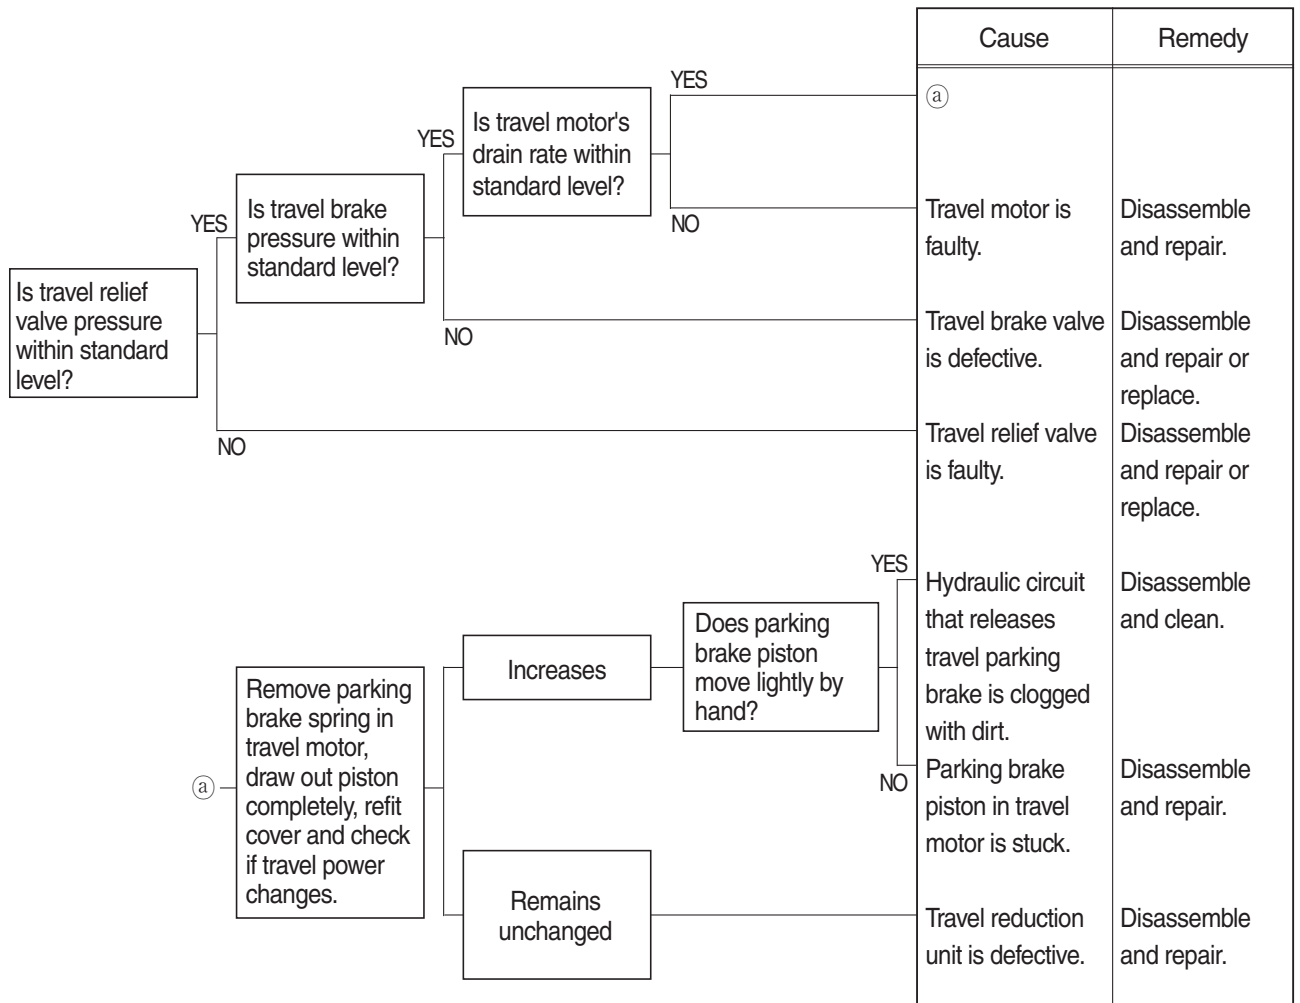 Cause
Remedy
YES
ⓐ
YES
Is travel motor's
drain rate within
standard level?
YES
Is travel brake
pressure within
standard level?
NO
Travel motor is
faulty.
Disassemble
and repair.
Is travel relief
valve pressure
within standard
level?
NO
Travel brake valve
is defective.
Disassemble
and repair or
replace.
NO
Travel relief valve
is faulty.
Disassemble
and repair or
replace.
YES
Hydraulic circuit
that releases
travel parking
brake is clogged
with dirt.
Disassemble
and clean.
Does parking
brake piston
move lightly by
hand?
Increases
ⓐ
Remove parking
brake spring in
travel motor,
draw out piston
completely, refit
cover and check
if travel power
changes.
NO
Parking brake
piston in travel
motor is stuck.
Disassemble
and repair.
Remains
unchanged
Travel reduction
unit is defective.
Disassemble
and repair.